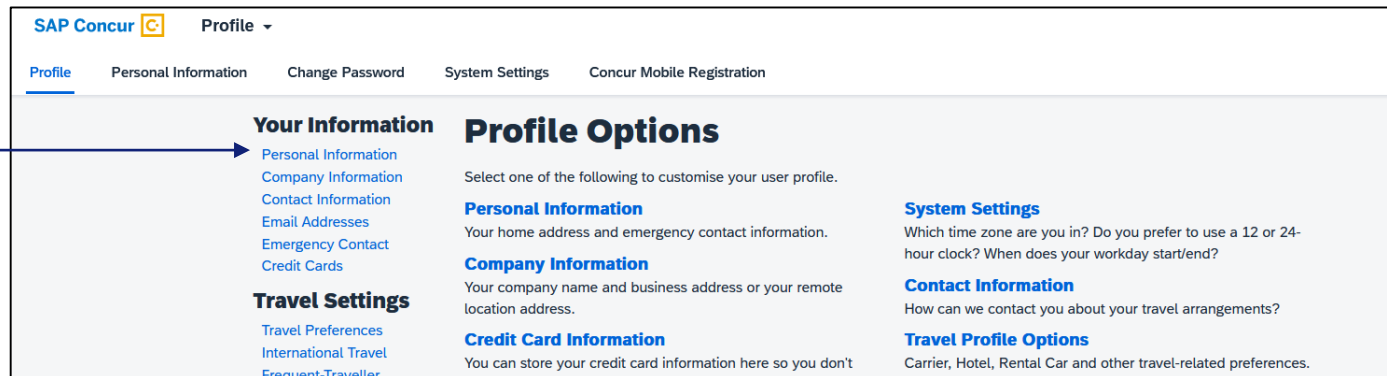 SAP Concur C Profile
Profile Personal Information Change Password System Settings Concur Mobile Registration
Your Information
Personal Information
Company Information
Contact Information
Email Addresses
Emergency Contact
Credit Cards
Travel Settings
Travel Preferences
International Travel
Frequent-Traveller
Profile Options
Select one of the following to customise your user profile.
Personal Information
Your home address and emergency contact information.
Company Information
Your company name and business address or your remote
location address.
Credit Card Information
You can store your credit card information here so you don't
System Settings
Which time zone are you in? Do you prefer to use a 12 or 24-
hour clock? When does your workday start/end?
Contact Information
How can we contact you about your travel arrangements?
Travel Profile Options
Carrier, Hotel, Rental Car and other travel-related preferences.